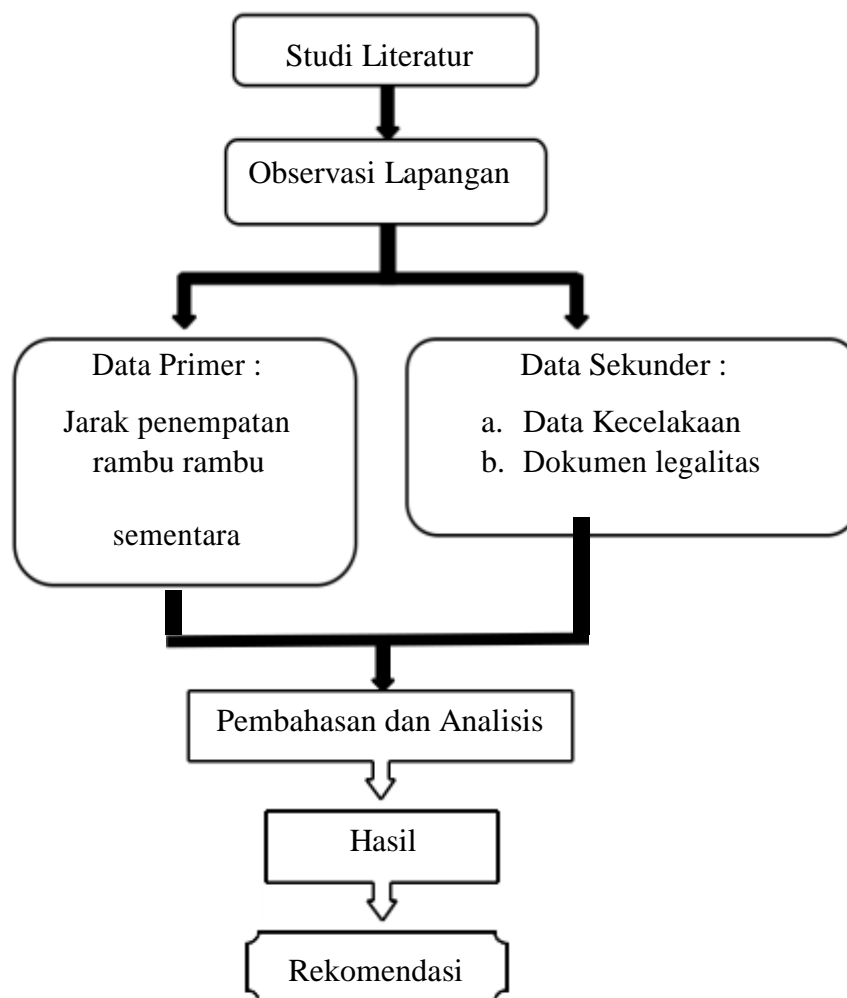 Studi Literatur
Observasi Lapangan
Data Primer :
Jarak penempatan
rambu rambu
sementara
Data Sekunder :
a. Data Kecelakaan
b. Dokumen legalitas
Pembahasan dan Analisis
Hasil
Rekomendasi